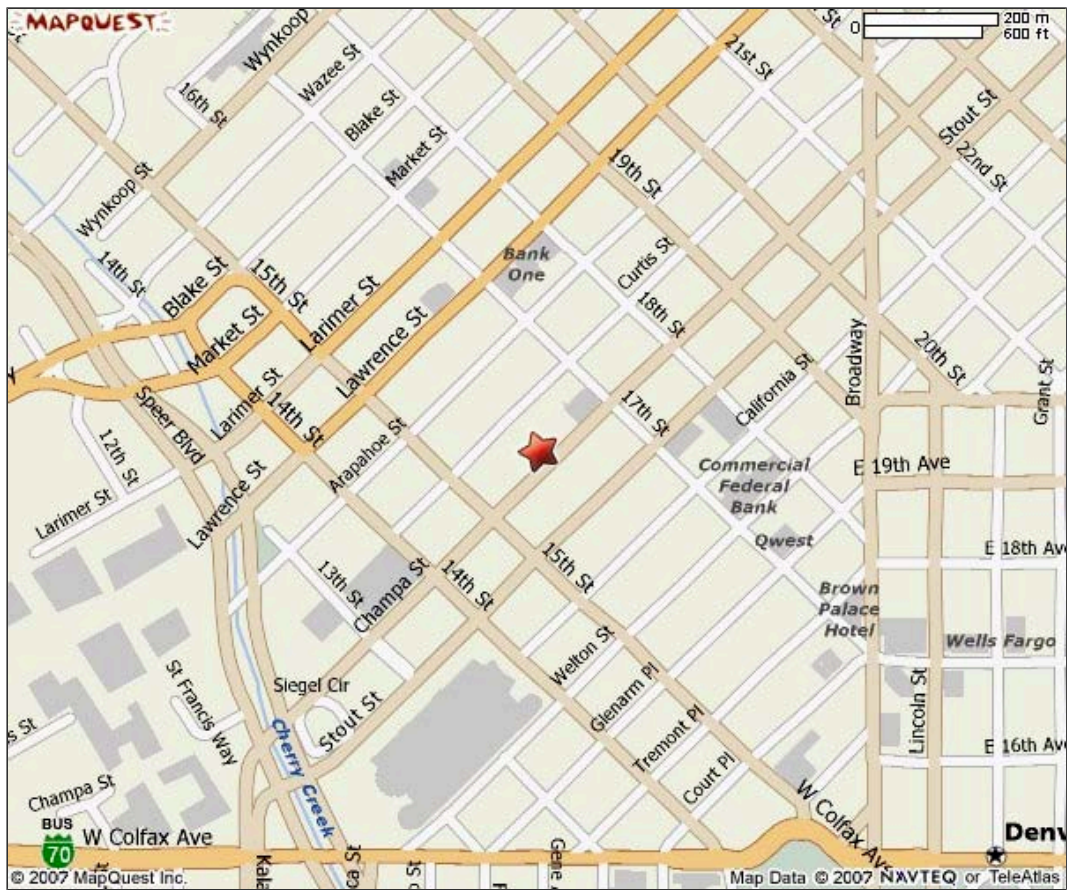 MAPQUEST
0
200 m
600 ft
Wynkoop
Wazee St
21st St
16th St
Blake St
Stout St
Market St
22nd St
19th St
Wynkoop St
Bank
One
Curtis St
14th St
15th St
Blake St
Larimer St
18th St
Market St
Lawrence St
Broadway
20th St
California St
Grant St
Larimer St
14th St
17th St
Speer Blvd
Arapahoe St
12th St
Commercial
Federal
Bank
E 19th Ave
Larimer St
Lawrence St
Qwest
E 18th Ave
15th St
13th St
Champa St
14th St
Brown
Palace
Hotel
Wells Fargo
Welton St
St Francis Way
Siegel Cir
Glenarm Pl
Stout St
Lincoln St
Tremont Pl
E 16th Ave
Cherry Creek
Court Pl
Champa St
W Colfax Ave
BUS
70
W Colfax Ave
Denv
Kala
Gene
© 2007 MapQuest Inc.
Map Data © 2007 NAVTEQ or TeleAtlas